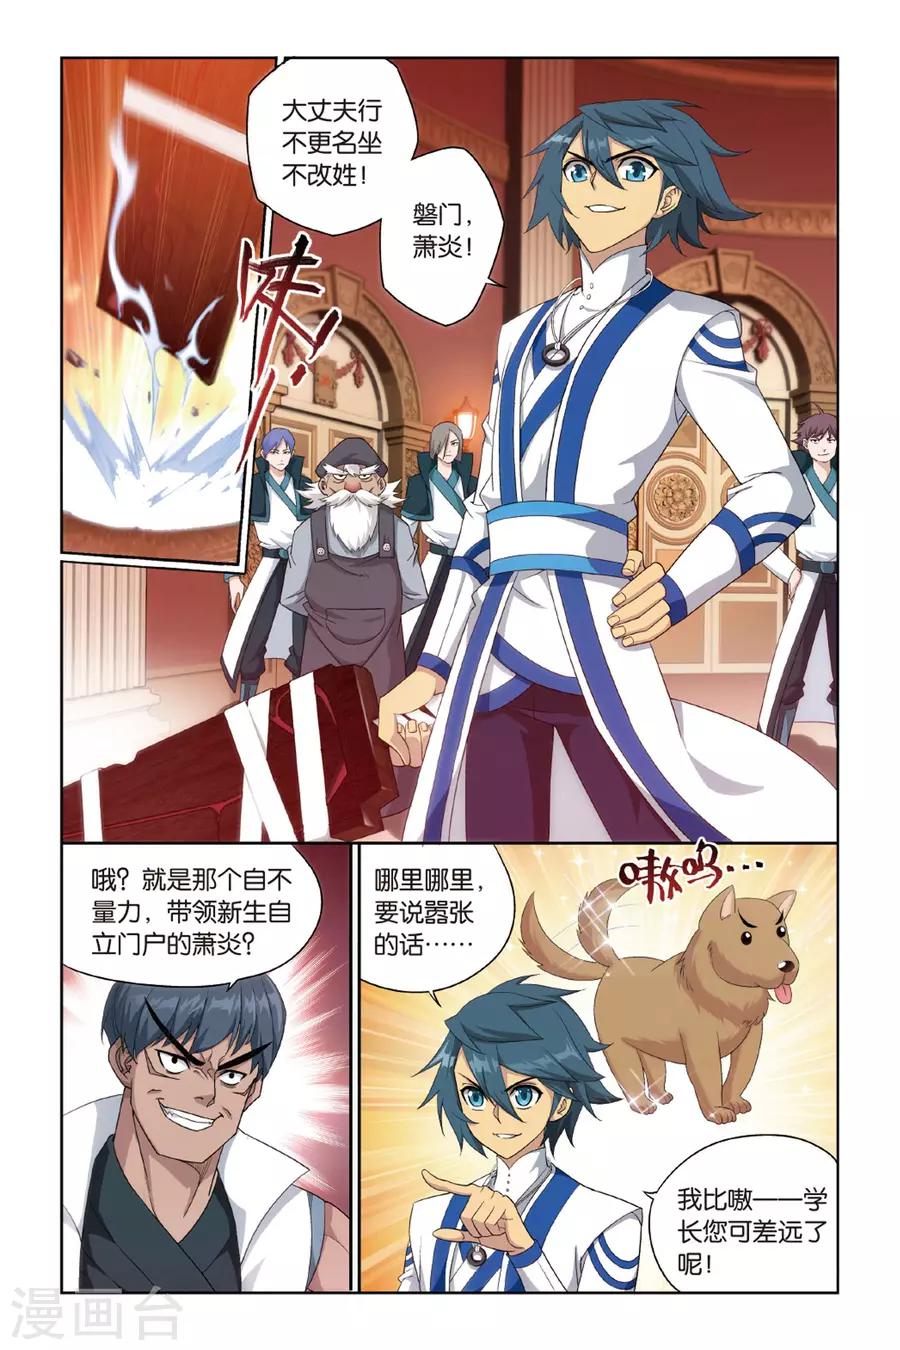 大丈夫行
不更名坐
不改姓！
磐门，
萧炎！
哦？就是那个自不
量力，带领新生自
立门户的萧炎？
哪里哪里，
要说嚣张
的话……
嗷呜…
我比嗷——学
长您可差远了
呢！
漫画台